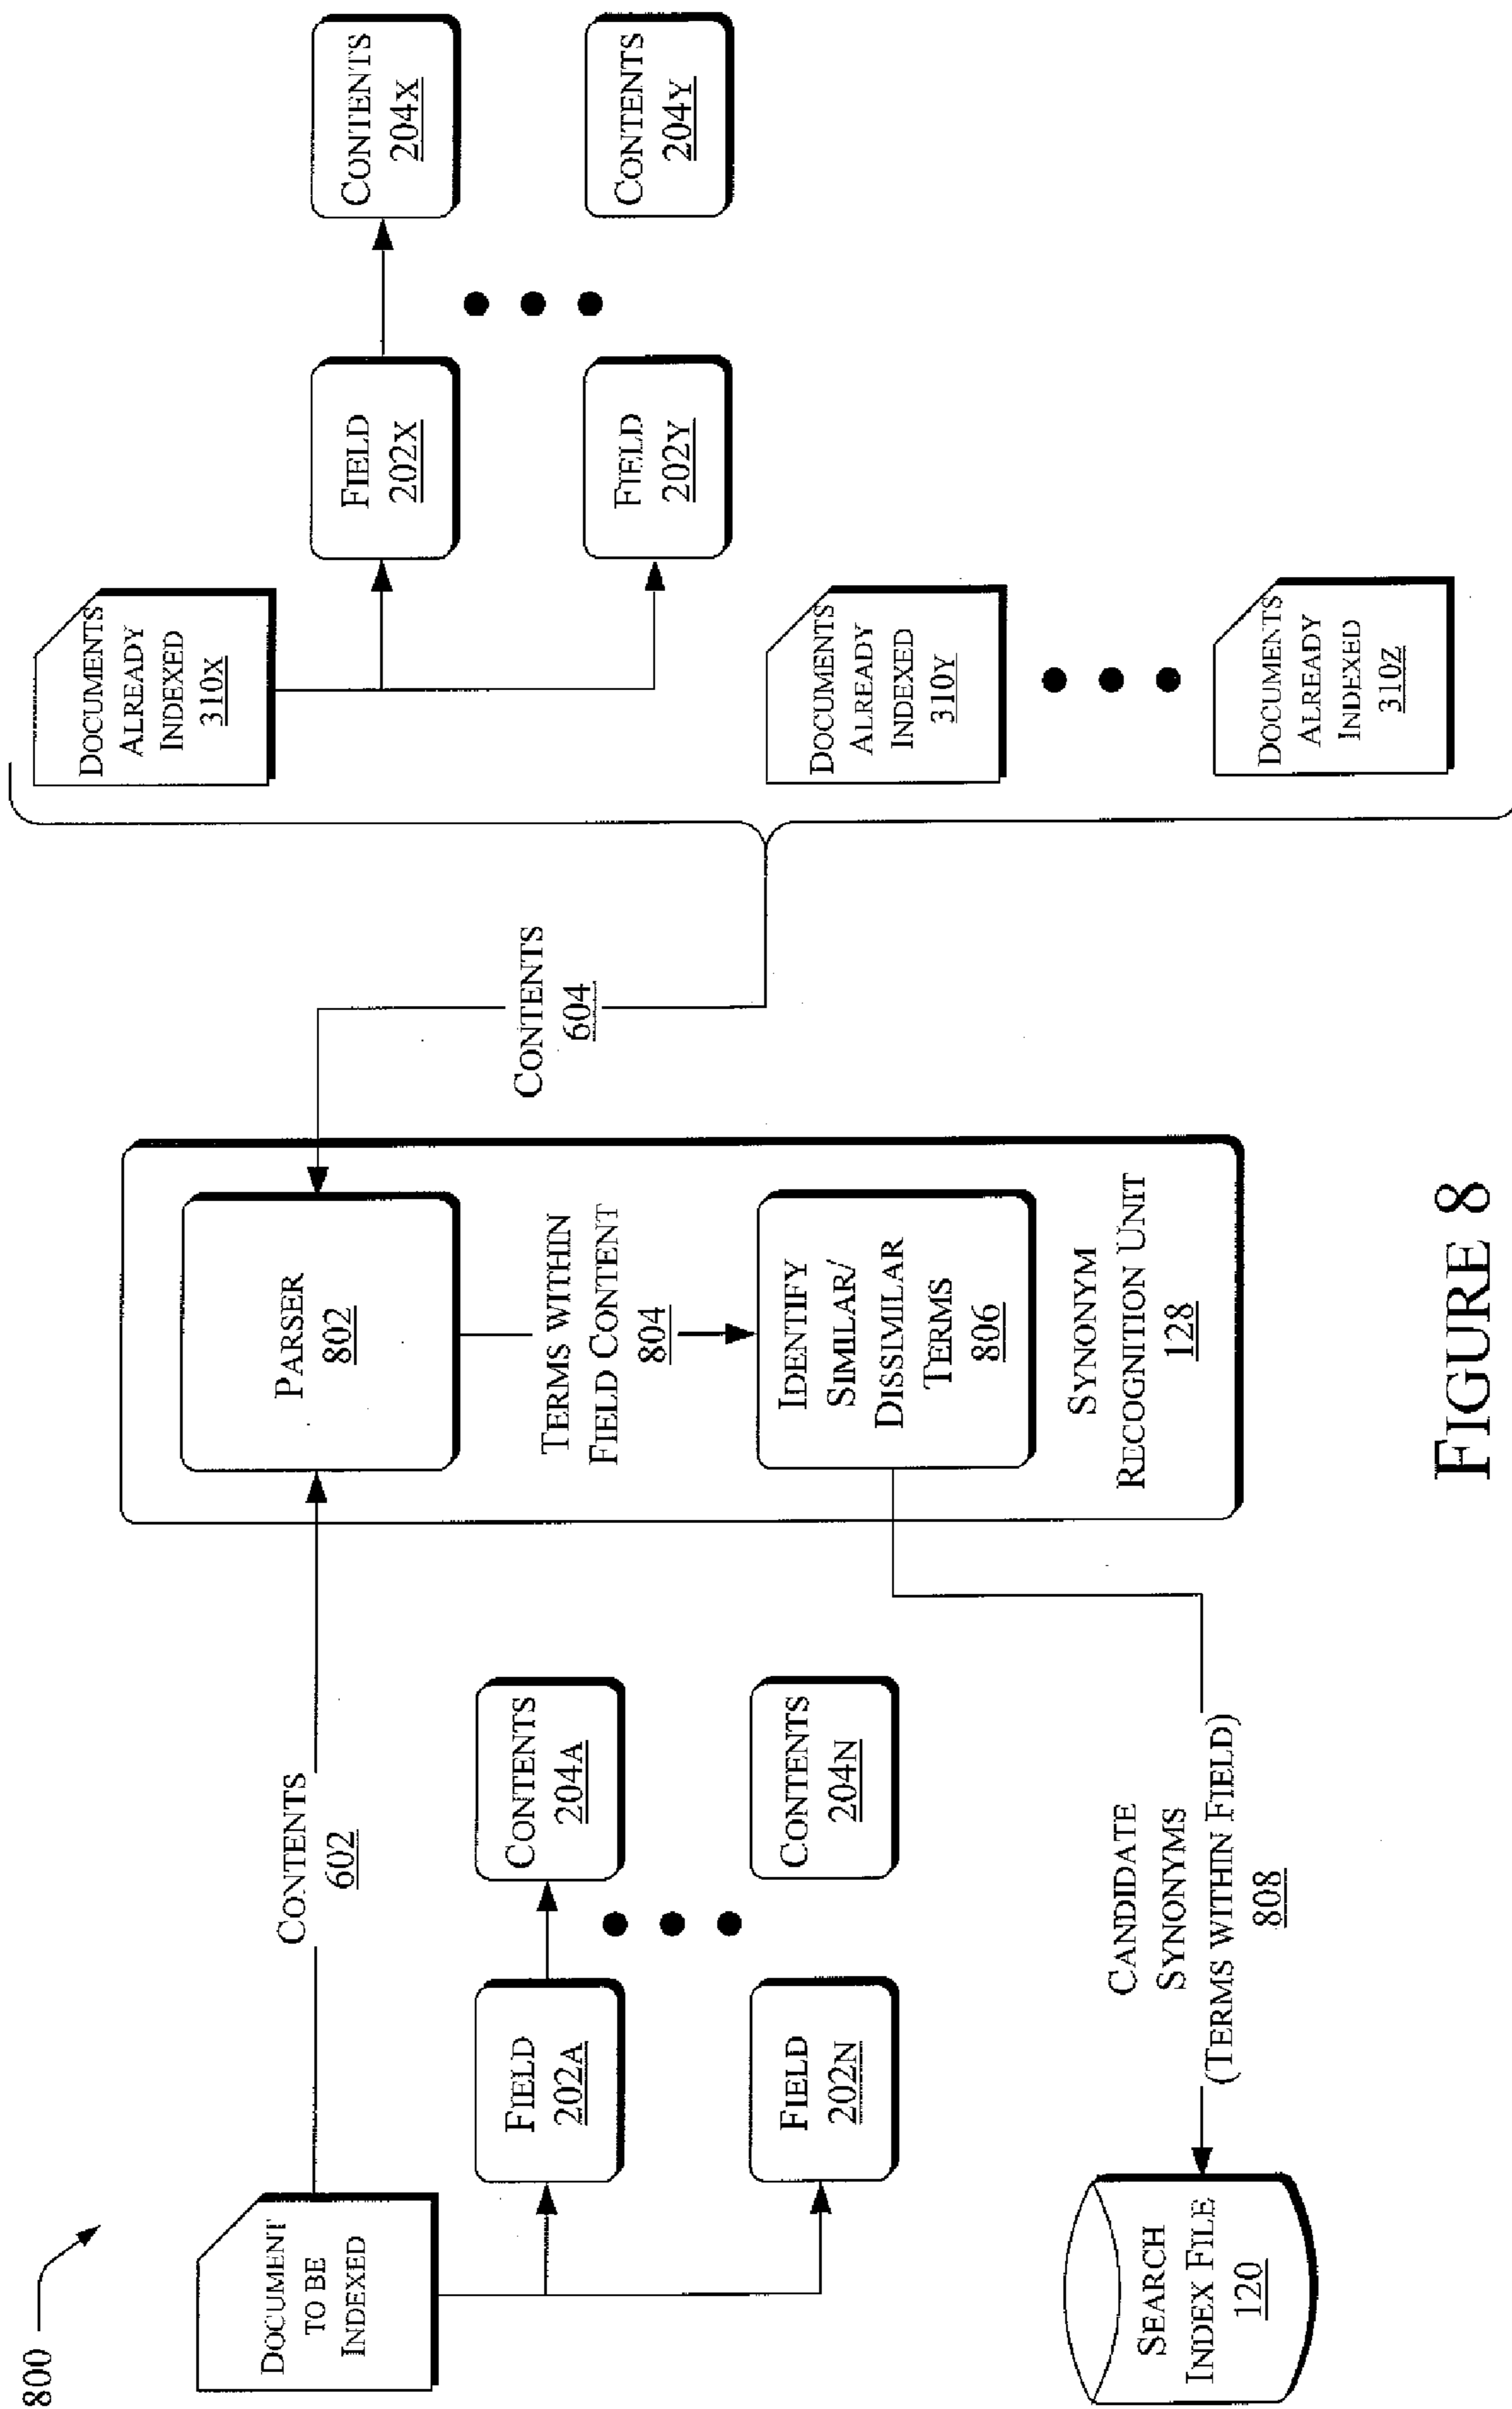 800
DOCUMENT
TO BE
INDEXED
CONTENTS
602
FIELD
202A
CONTENTS
204A
FIELD
202N
CONTENTS
204N
SEARCH
INDEX FILE
120
CANDIDATE
SYNONYMS
(TERMS WITHIN FIELD)
808
PARSER
802
TERMS WITHIN
FIELD CONTENT
804
IDENTIFY
SIMILAR/
DISSIMILAR
TERMS
806
SYNONYM
RECOGNITION UNIT
128
CONTENTS
604
DOCUMENTS
ALREADY
INDEXED
310X
FIELD
202X
CONTENTS
204X
FIELD
202Y
CONTENTS
204Y
DOCUMENTS
ALREADY
INDEXED
310Y
DOCUMENTS
ALREADY
INDEXED
310Z
FIGURE 8